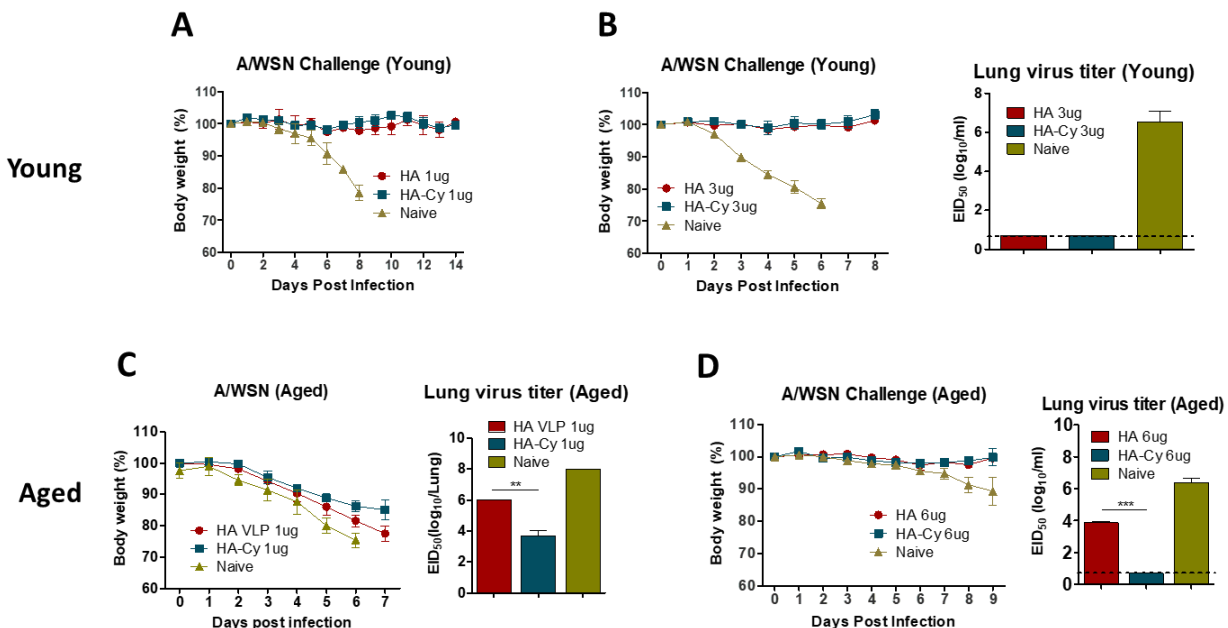 A
B
A/WSN Challenge (Young)
A/WSN Challenge (Young)
Lung virus titer (Young)
Young
Body weight (%)
110
100
90
80
70
60
HA 1ug
HA-Cy 1ug
Naive
0 2 4 6 8 10 12 14
Days Post Infection
Body weight (%)
110
100
90
80
70
60
HA 3ug
HA-Cy 3ug
Naive
0 1 2 3 4 5 6 7 8
Days Post Infection
EID50 (log10/ml)
8
6
4
2
0
HA 3ug
HA-Cy 3ug
Naive
C
D
A/WSN (Aged)
Lung virus titer (Aged)
A/WSN Challenge (Aged)
Lung virus titer (Aged)
Aged
Body weight (%)
110
100
90
80
70
60
HA VLP 1ug
HA-Cy 1ug
Naive
0 1 2 3 4 5 6 7
Days post infection
EID50(log10/Lung)
10
8
6
4
2
0
HA VLP 1ug
HA-Cy 1ug
Naive
**
Body weight (%)
110
100
90
80
70
60
HA 6ug
HA-Cy 6ug
Naive
0 1 2 3 4 5 6 7 8 9
Days Post Infection
EID50 (log10/ml)
10
8
6
4
2
0
HA 6ug
HA-Cy 6ug
Naive
***